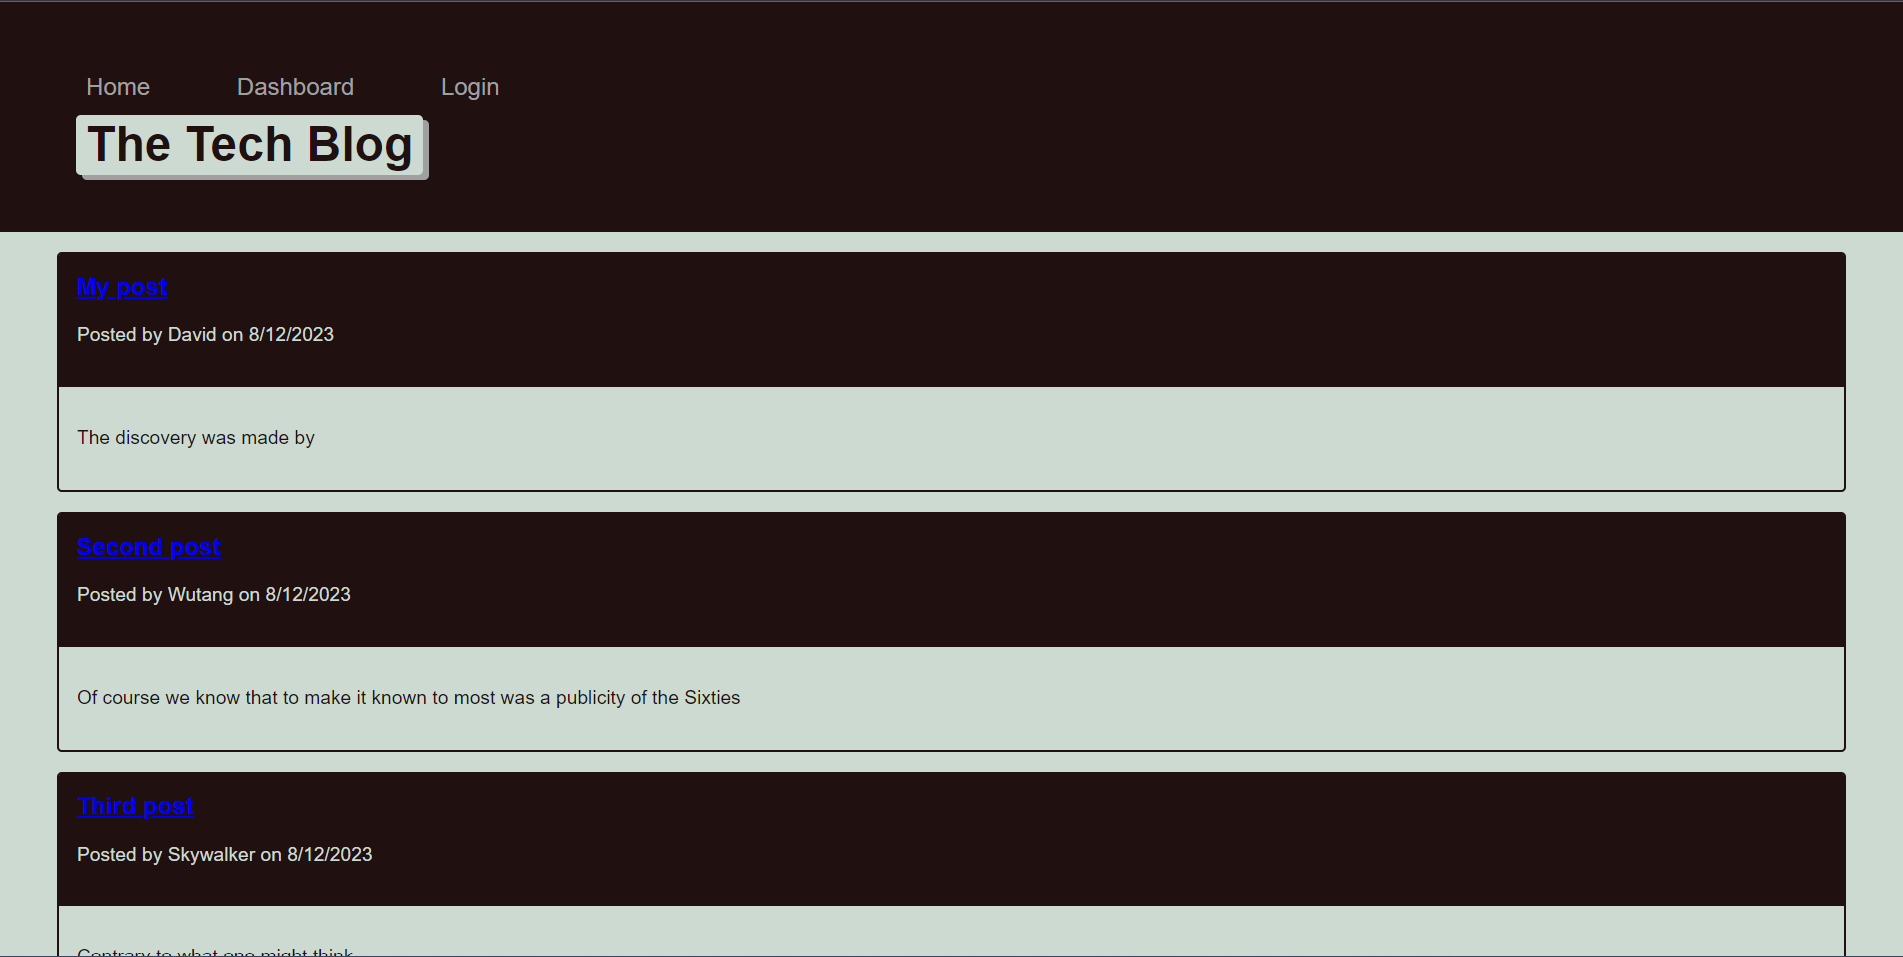 Home Dashboard Login
The Tech Blog
My post
Posted by David on 8/12/2023
The discovery was made by
Second post
Posted by Wutang on 8/12/2023
Of course we know that to make it known to most was a publicity of the Sixties
Third post
Posted by Skywalker on 8/12/2023
Contrary to what one might think